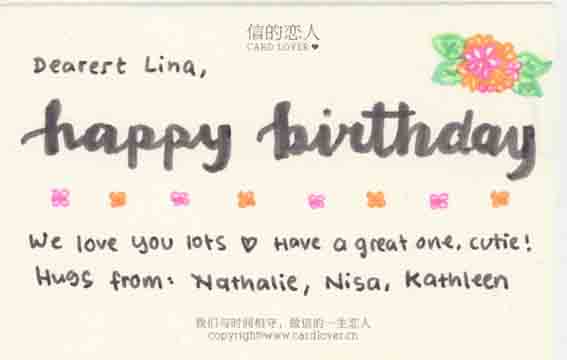 信的恋人
CARD LOVER♥
Dearest Lina,
happy birthday
We love you lots ♡ Have a great one, cutie!
Hugs from: Nathalie, Nisa, Kathleen
我们与时间相守，做信的一生恋人
copyright©www.cardlover.cn